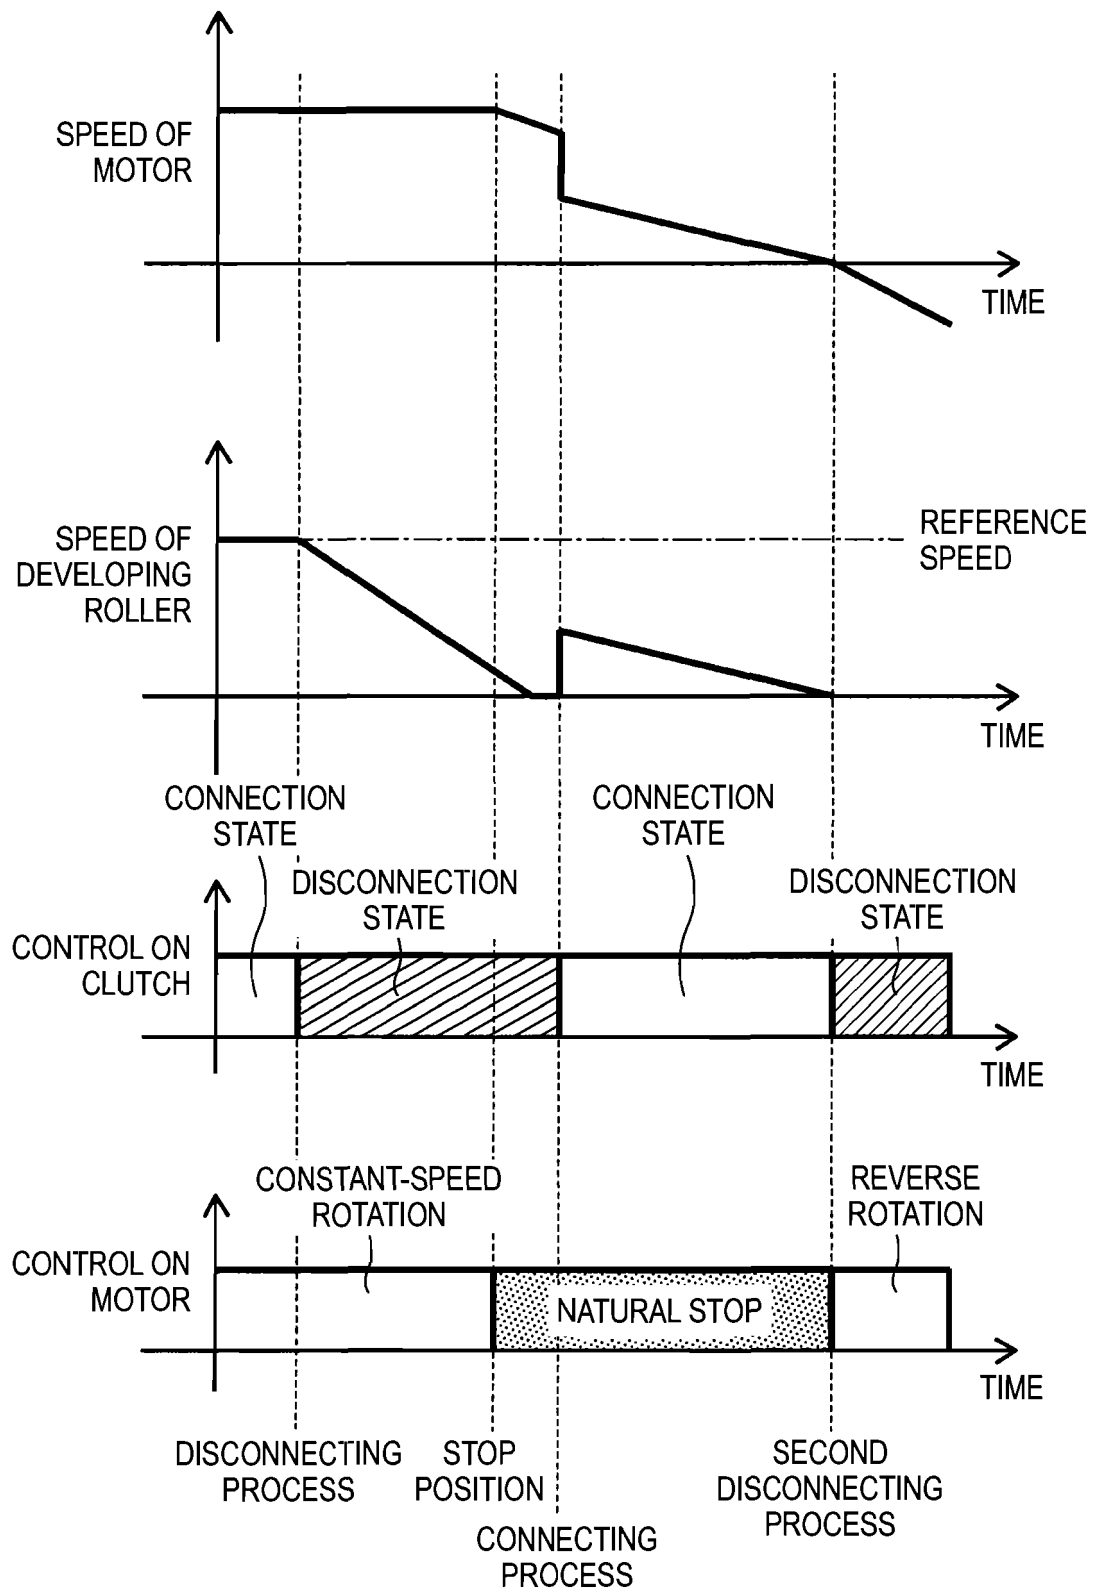 SPEED OF
MOTOR
TIME
REFERENCE
SPEED
SPEED OF
DEVELOPING
ROLLER
TIME
CONNECTION
STATE
CONNECTION
STATE
DISCONNECTION
STATE
DISCONNECTION
STATE
CONTROL ON
CLUTCH
TIME
CONSTANT-SPEED
ROTATION
REVERSE
ROTATION
CONTROL ON
MOTOR
NATURAL STOP
TIME
DISCONNECTING
PROCESS
STOP
POSITION
SECOND
DISCONNECTING
PROCESS
CONNECTING
PROCESS